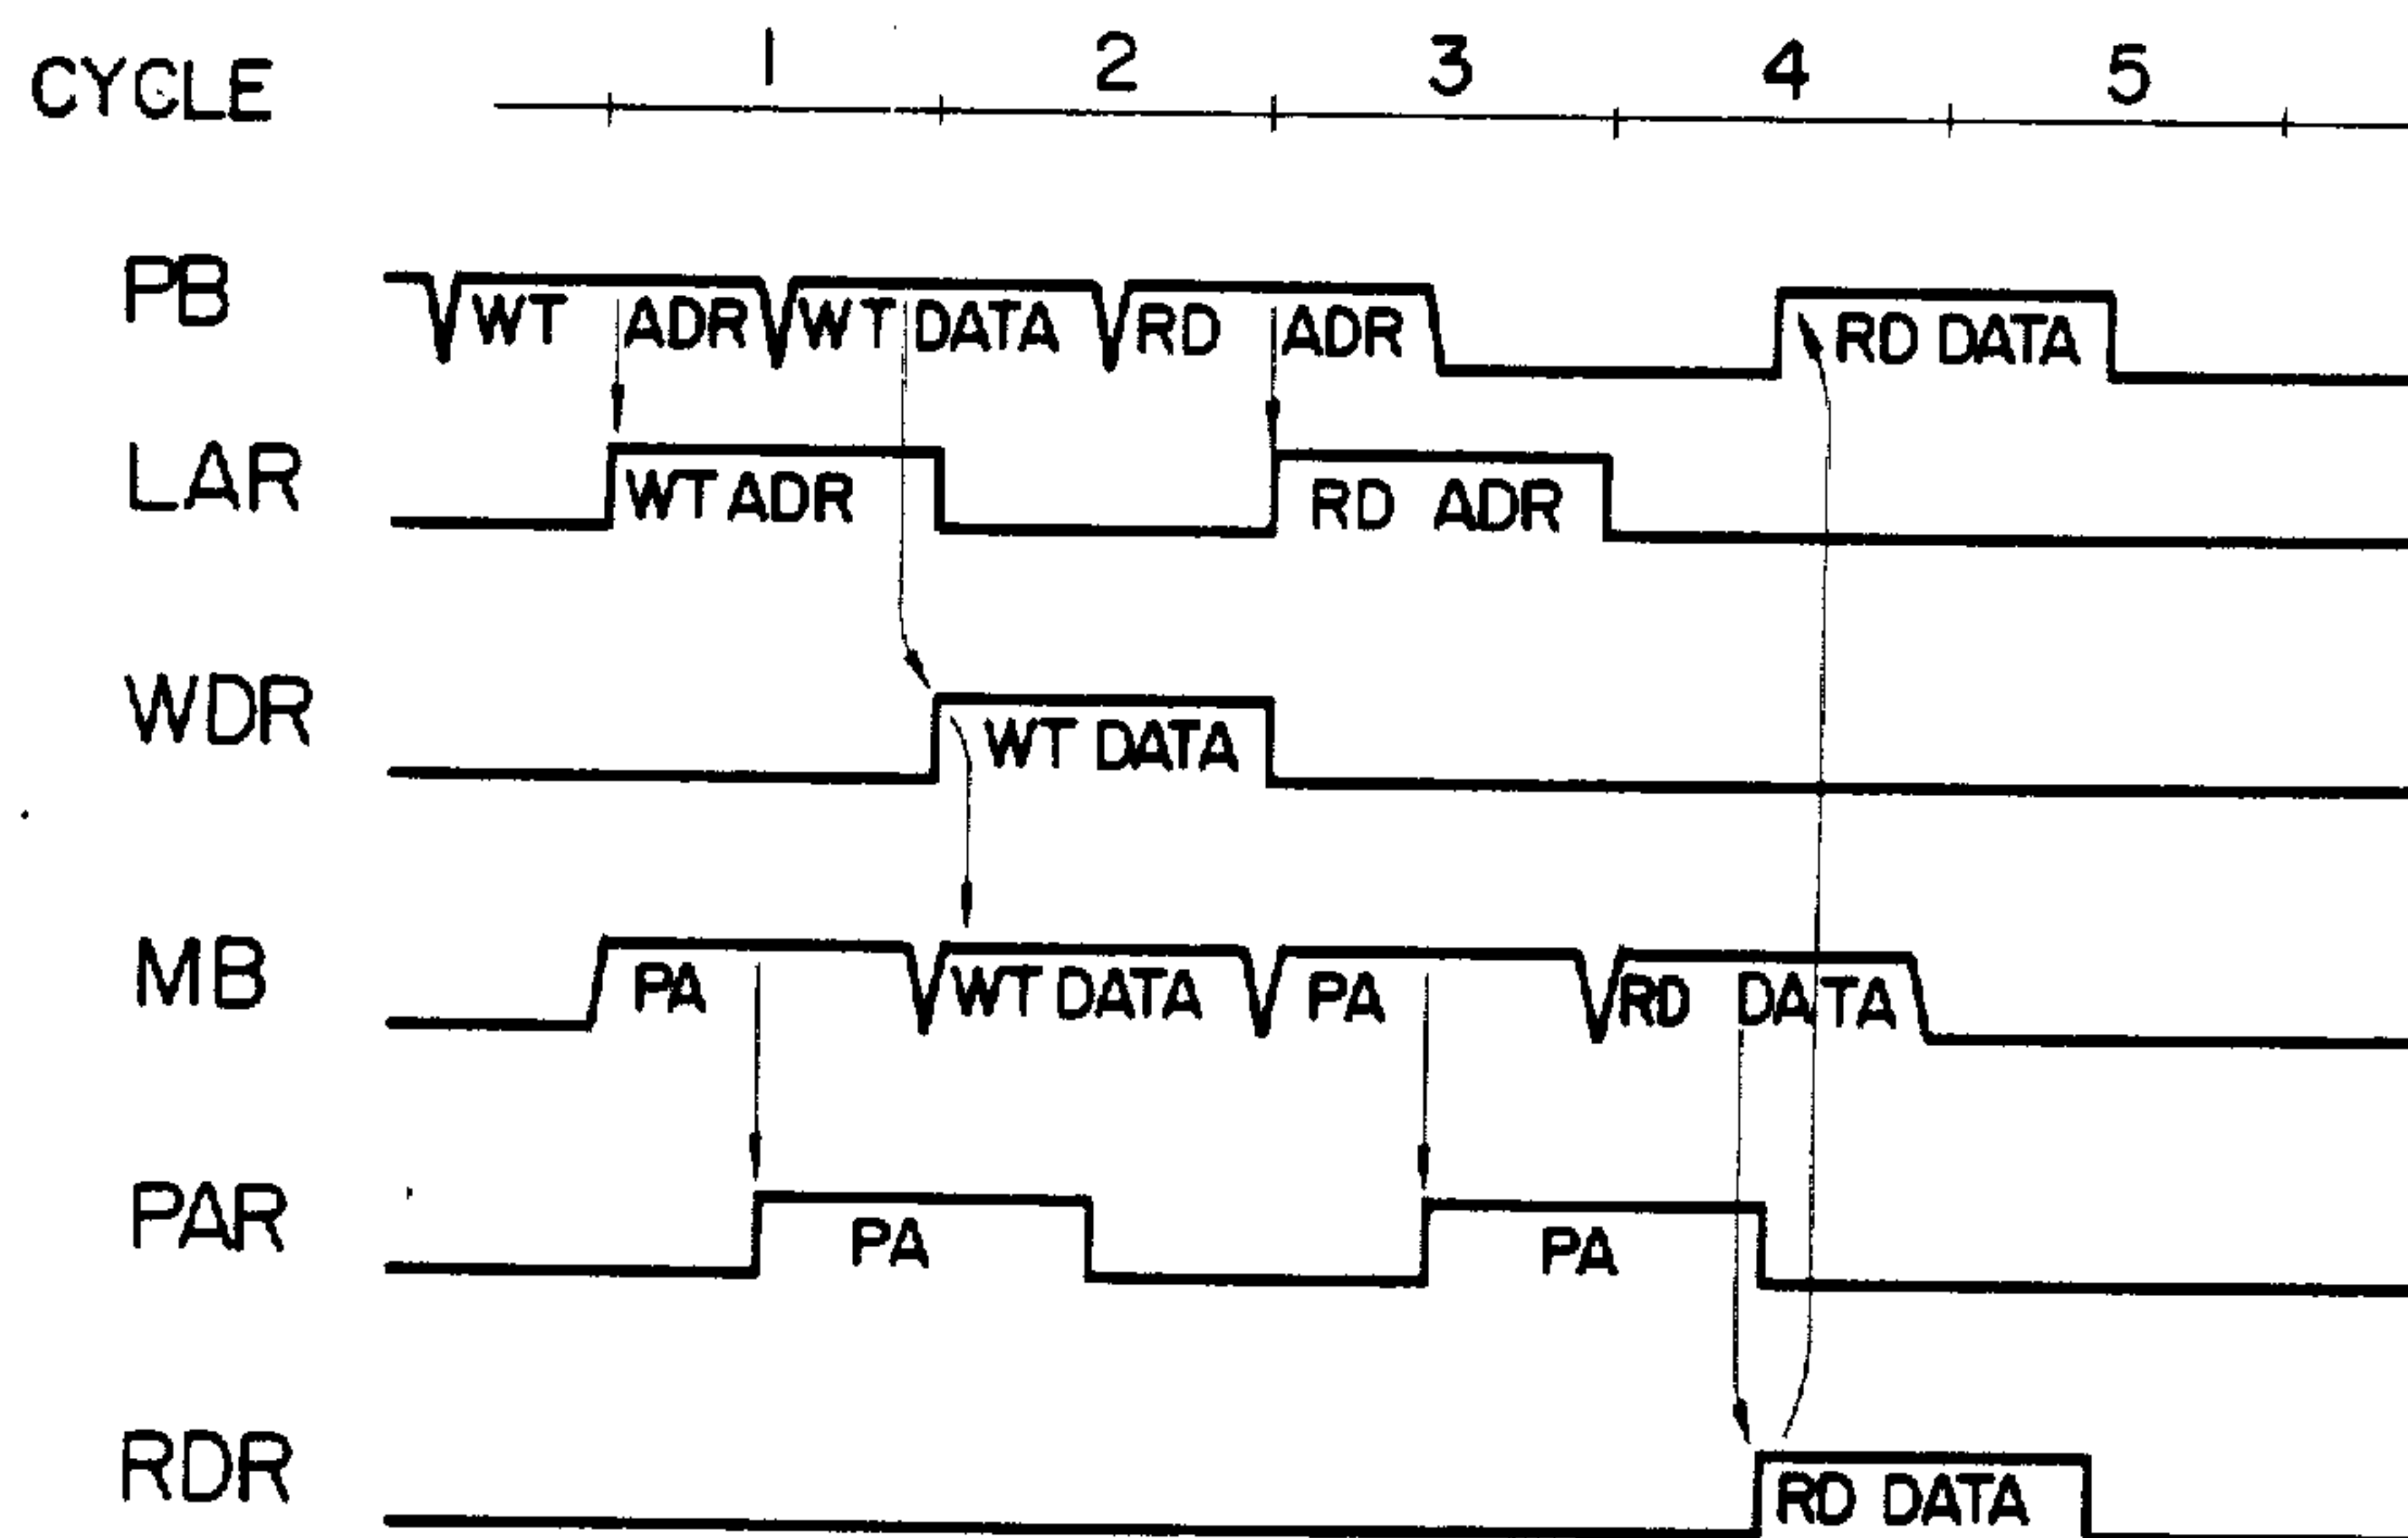 CYCLE 1 2 3 4 5
PB WT ADR WT DATA RD ADR RD DATA
LAR WT ADR RD ADR
WDR WT DATA
MB PA WT DATA PA RD DATA
PAR PA PA
RDR RD DATA